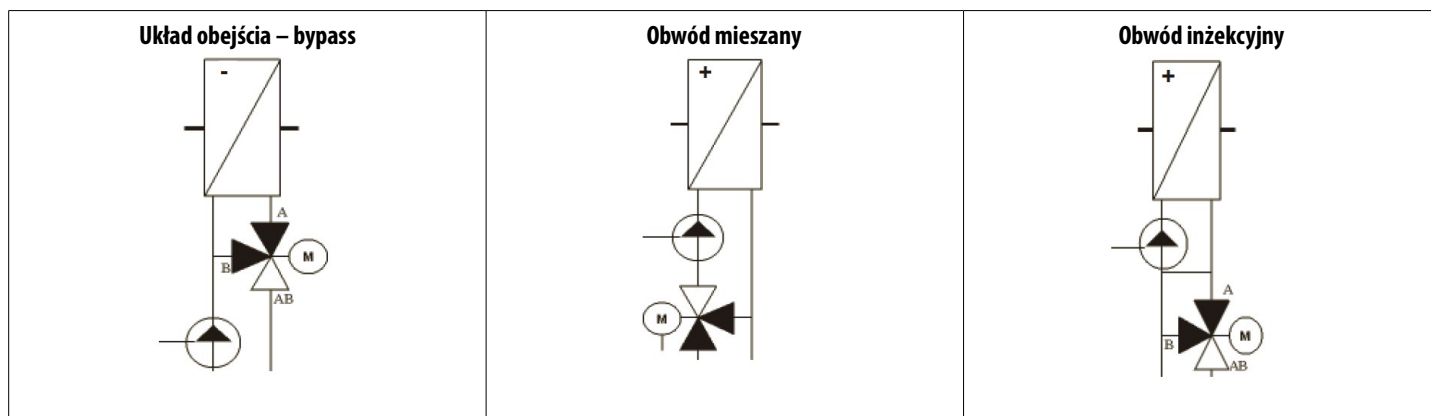 Układ obejścia – bypass
-
A
B
M
AB
Obwód mieszany
+
M
Obwód inżekcyjny
+
A
B
M
AB